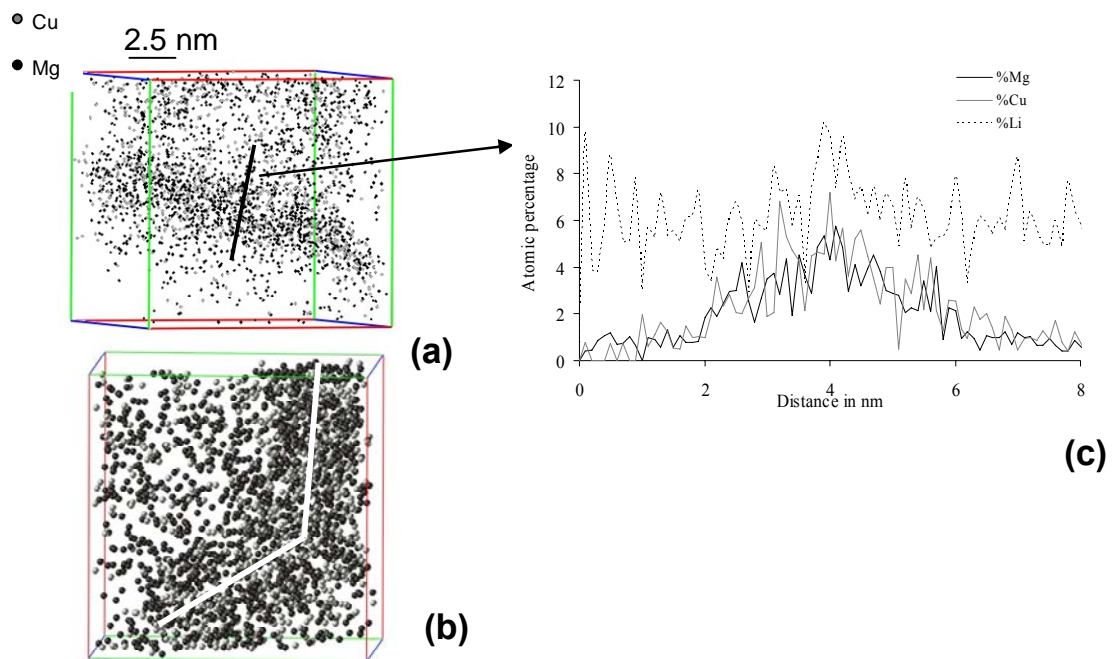 Cu
Mg
2.5 nm
(a)
(b)
12
10
8
6
4
2
0
Atomic percentage
%Mg
%Cu
%Li
0 2 4 6 8
Distance in nm
(c)